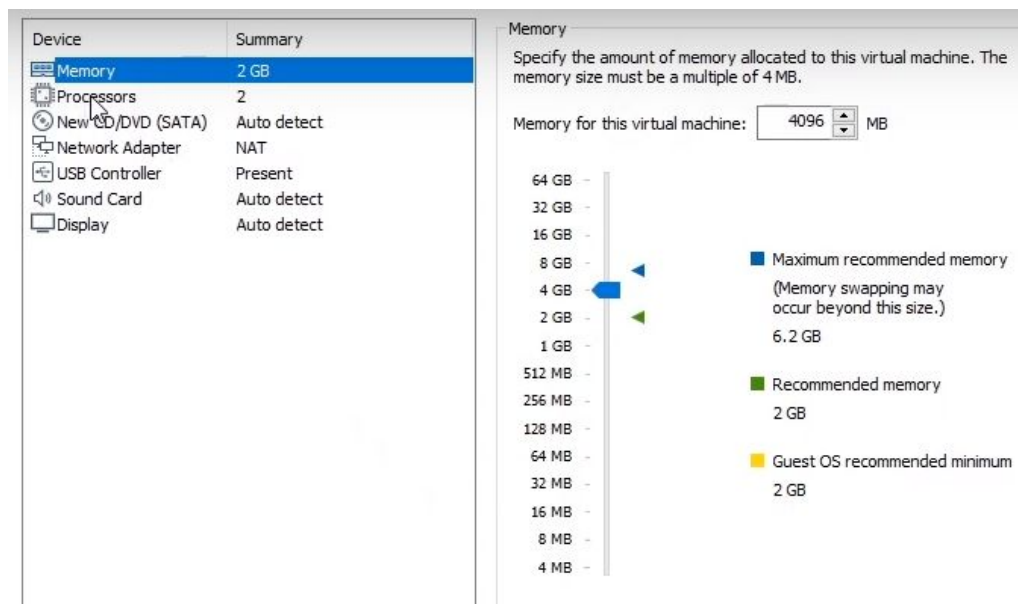 Device Summary
Memory 2 GB
Processors 2
New CD/DVD (SATA) Auto detect
Network Adapter NAT
USB Controller Present
Sound Card Auto detect
Display Auto detect
Memory
Specify the amount of memory allocated to this virtual machine. The
memory size must be a multiple of 4 MB.
Memory for this virtual machine: 4096 MB
64 GB
32 GB
16 GB
8 GB
4 GB
2 GB
1 GB
512 MB
256 MB
128 MB
64 MB
32 MB
16 MB
8 MB
4 MB
Maximum recommended memory
(Memory swapping may
occur beyond this size.)
6.2 GB
Recommended memory
2 GB
Guest OS recommended minimum
2 GB